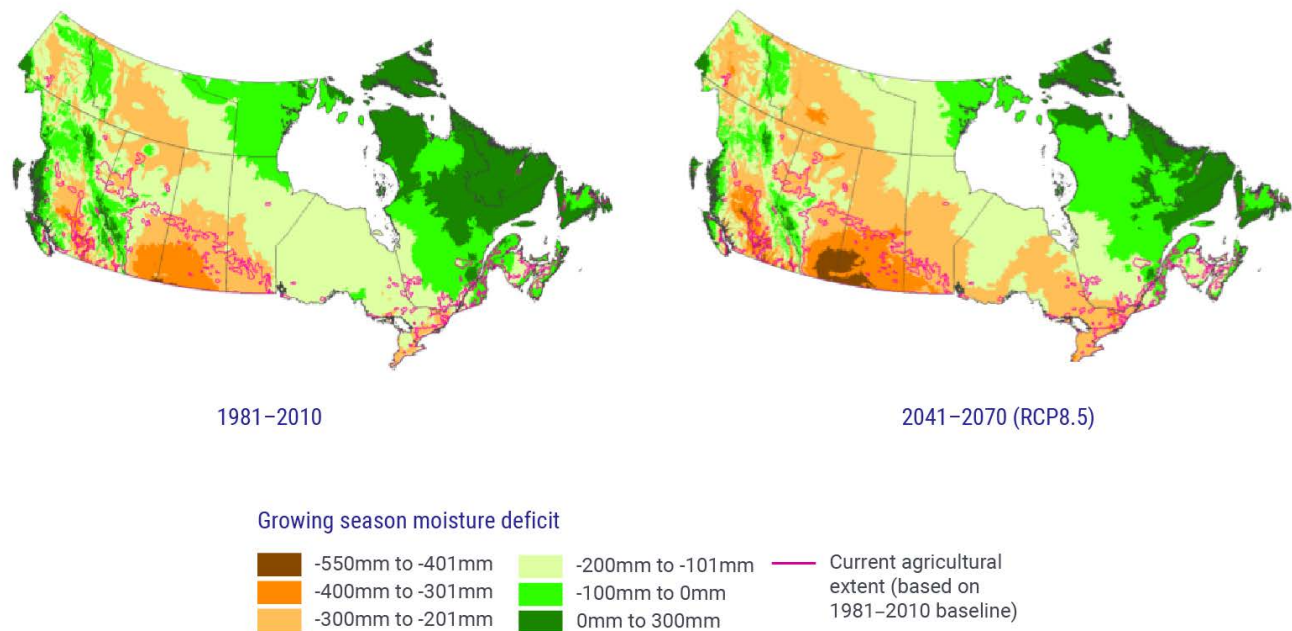 1981–2010
2041–2070 (RCP8.5)
Growing season moisture deficit
-550mm to -401mm
-400mm to -301mm
-300mm to -201mm
-200mm to -101mm
-100mm to 0mm
0mm to 300mm
Current agricultural
extent (based on
1981–2010 baseline)